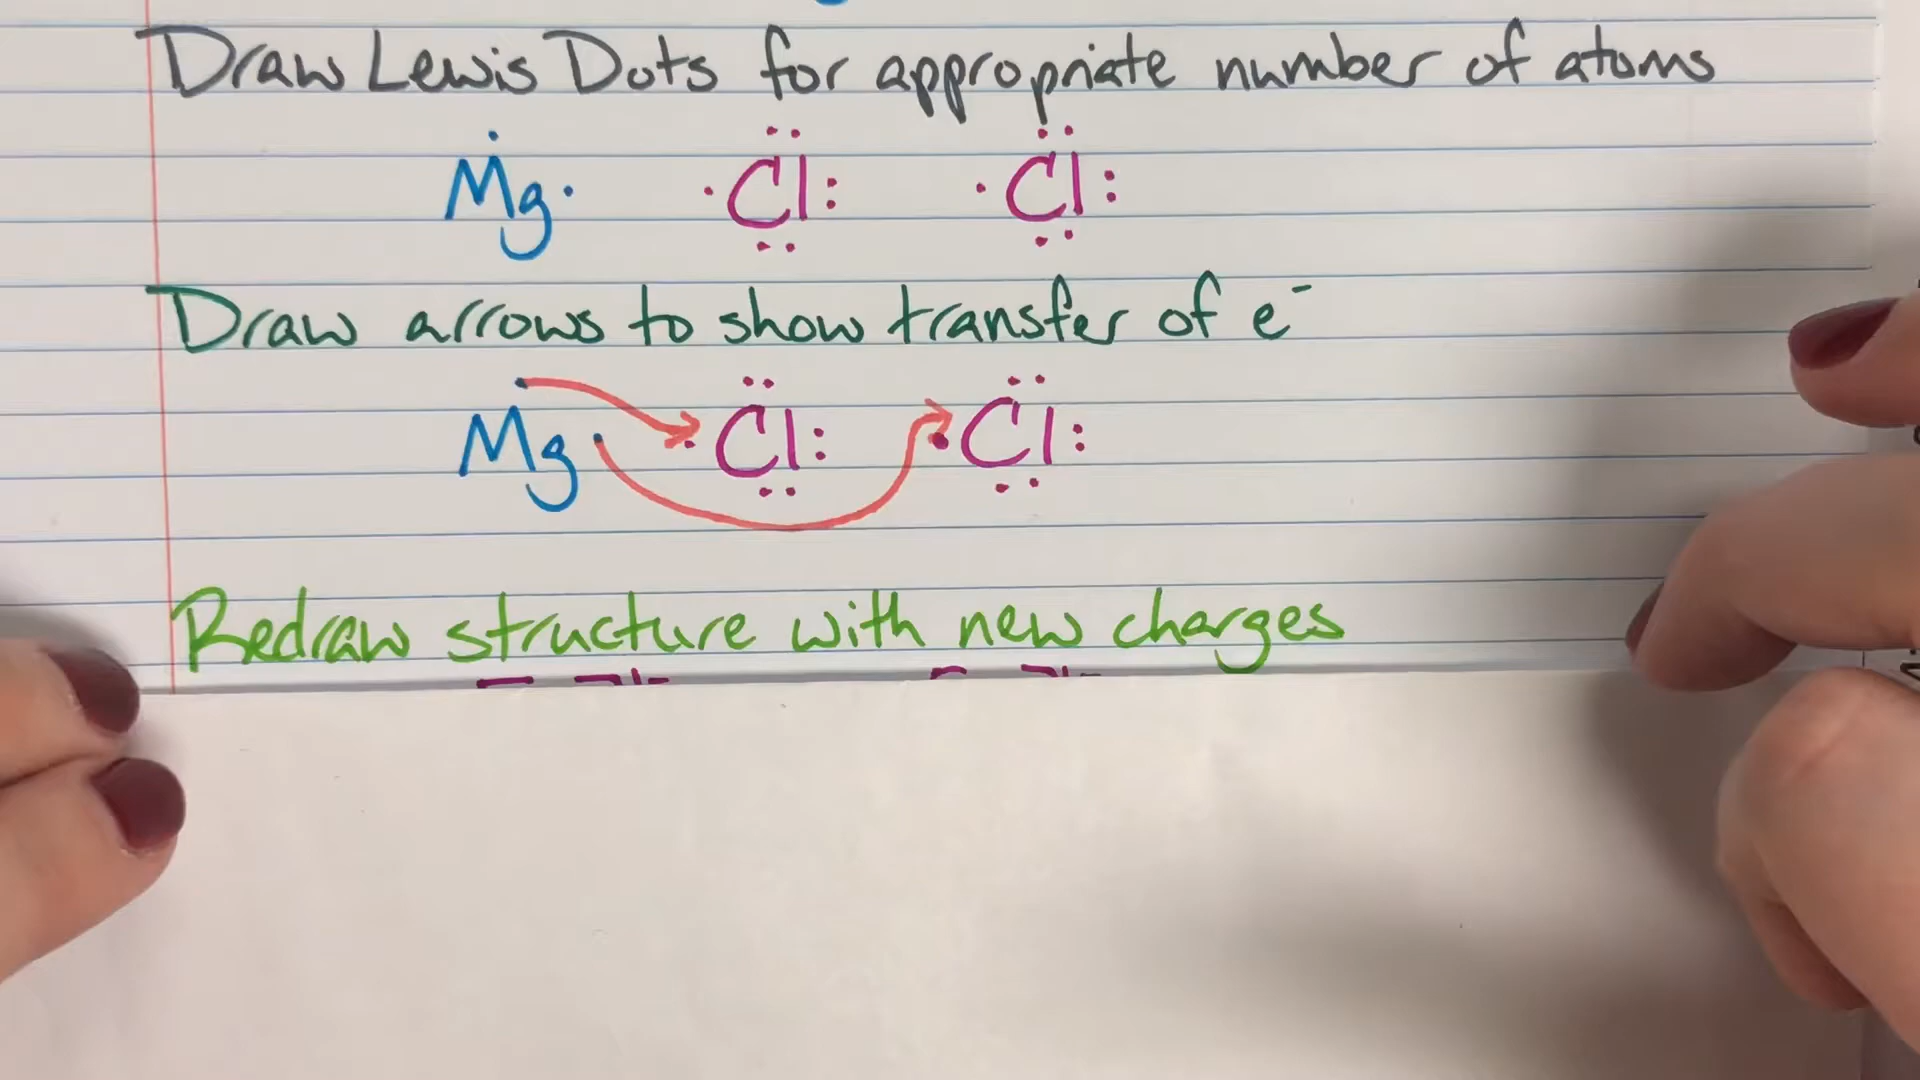 Draw Lewis Dots for appropriate number of atoms
Mg Cl Cl
Draw arrows to show transfer of e⁻
Mg Cl Cl
Redraw structure with new charges